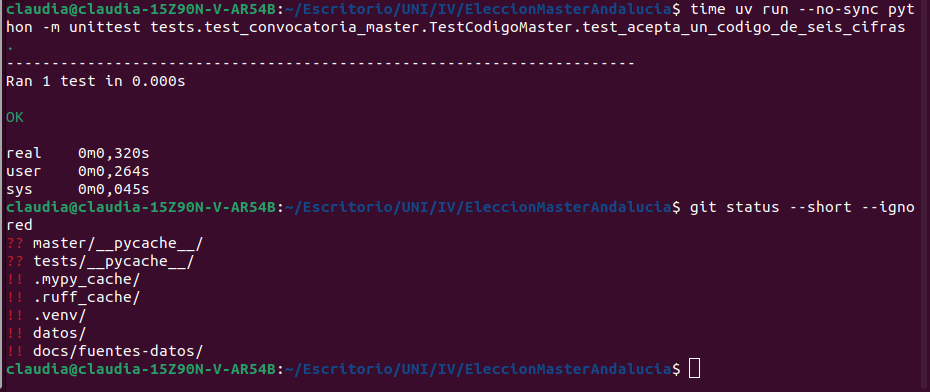 claudia@claudia-15Z90N-V-AR54B:~/Escritorio/UNI/IV/EleccionMasterAndalucia$ time uv run --no-sync pyt
hon -m unittest tests.test_convocatoria_master.TestCodigoMaster.test_acepta_un_codigo_de_seis_cifras
.
----------------------------------------------------------------------
Ran 1 test in 0.000s

OK

real    0m0,320s
user    0m0,264s
sys     0m0,045s
claudia@claudia-15Z90N-V-AR54B:~/Escritorio/UNI/IV/EleccionMasterAndalucia$ git status --short --igno
red
?? master/__pycache__/
?? tests/__pycache__/
!! .mypy_cache/
!! .ruff_cache/
!! .venv/
!! datos/
!! docs/fuentes-datos/
claudia@claudia-15Z90N-V-AR54B:~/Escritorio/UNI/IV/EleccionMasterAndalucia$